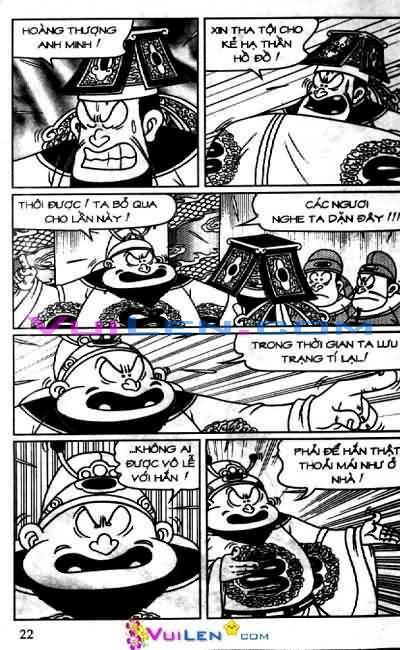 HOÀNG THƯỢNG
ANH MINH !
XIN THA TỘI CHO
KẺ HẠ THẦN
HỒ ĐỒ !
THÔI ĐƯỢC ! TA BỎ QUA
CHO LẦN NÀY !
CÁC NGƯƠI
NGHE TA DẶN ĐÂY !!!
VUILEN.COM
TRONG THỜI GIAN TA LƯU
TRẠNG TÍ LẠI..!
...KHÔNG AI
ĐƯỢC VÔ LỄ
VỚI HẮN !
PHẢI ĐỂ HẮN THẬT
THOẢI MÁI NHƯ Ở
NHÀ !
22
VUILEN.COM